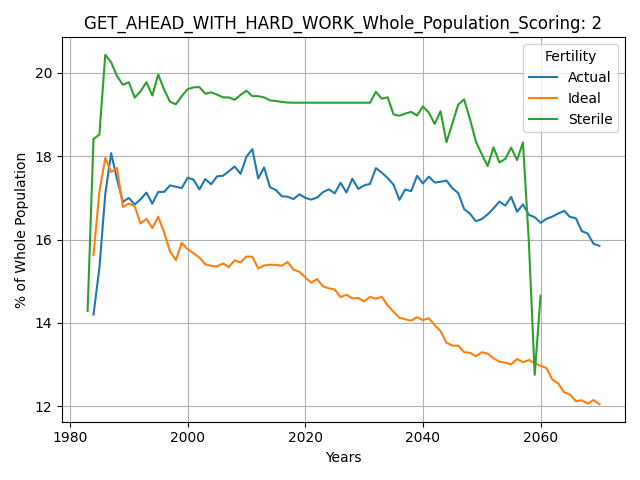 GET_AHEAD_WITH_HARD_WORK_Whole_Population_Scoring: 2
Fertility
Actual
Ideal
Sterile
% of Whole Population
20
18
16
14
12
1980
2000
2020
2040
2060
Years